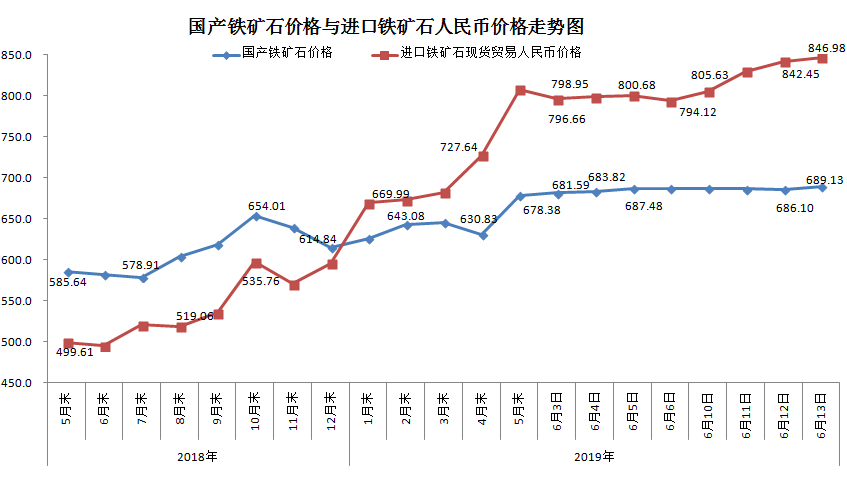 国产铁矿石价格与进口铁矿石人民币价格走势图
国产铁矿石价格 进口铁矿石现货贸易人民币价格
850.0
800.0
750.0
700.0
650.0
600.0
550.0
500.0
450.0
585.64
578.91
654.01
614.84
643.08
630.83
678.38
681.59
683.82
687.48
686.10
689.13
499.61
519.06
535.76
669.99
727.64
796.66
798.95
800.68
794.12
805.63
842.45
846.98
5月末
6月末
7月末
8月末
9月末
10月末
11月末
12月末
1月末
2月末
3月末
4月末
5月末
6月3日
6月4日
6月5日
6月6日
6月10日
6月11日
6月12日
6月13日
2018年
2019年